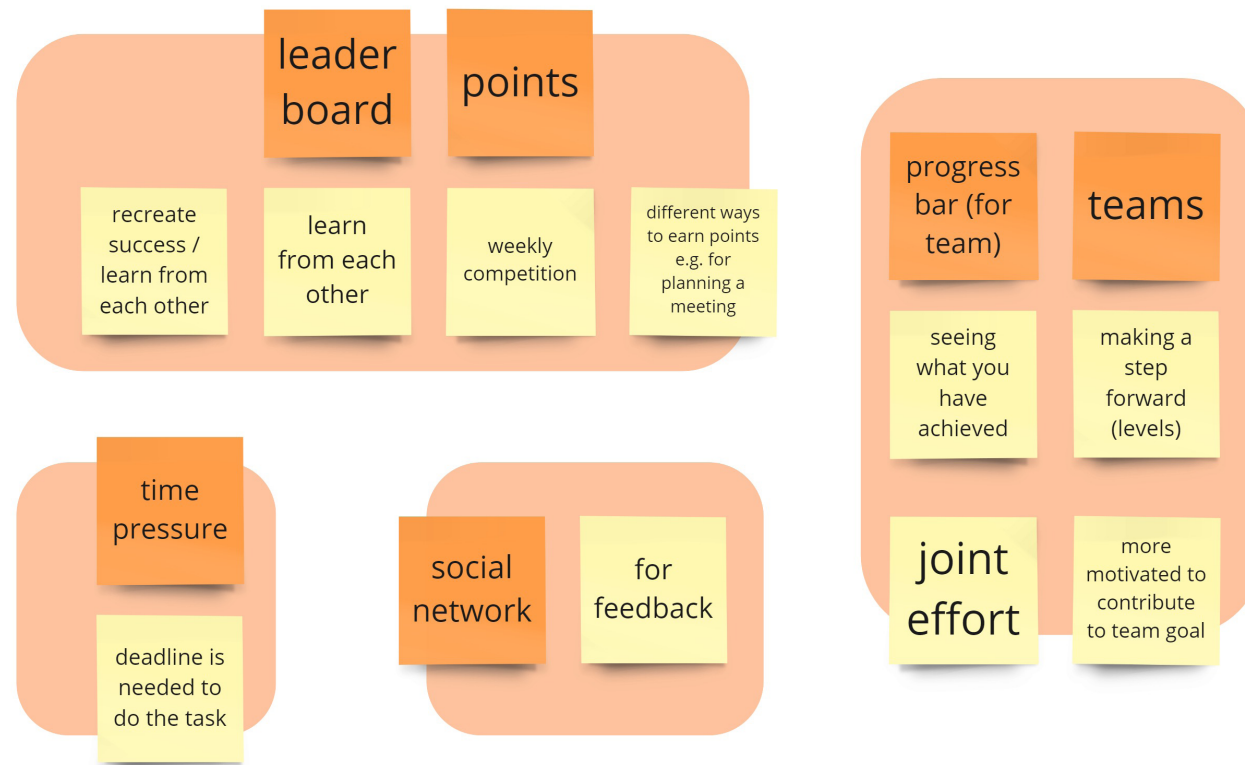 leader
board
points
recreate
success /
learn from
each other
learn
from each
other
weekly
competition
different ways
to earn points
e.g. for
planning a
meeting
progress
bar (for
team)
teams
seeing
what you
have
achieved
making a
step
forward
(levels)
joint
effort
more
motivated to
contribute
to team goal
time
pressure
deadline is
needed to
do the task
social
network
for
feedback